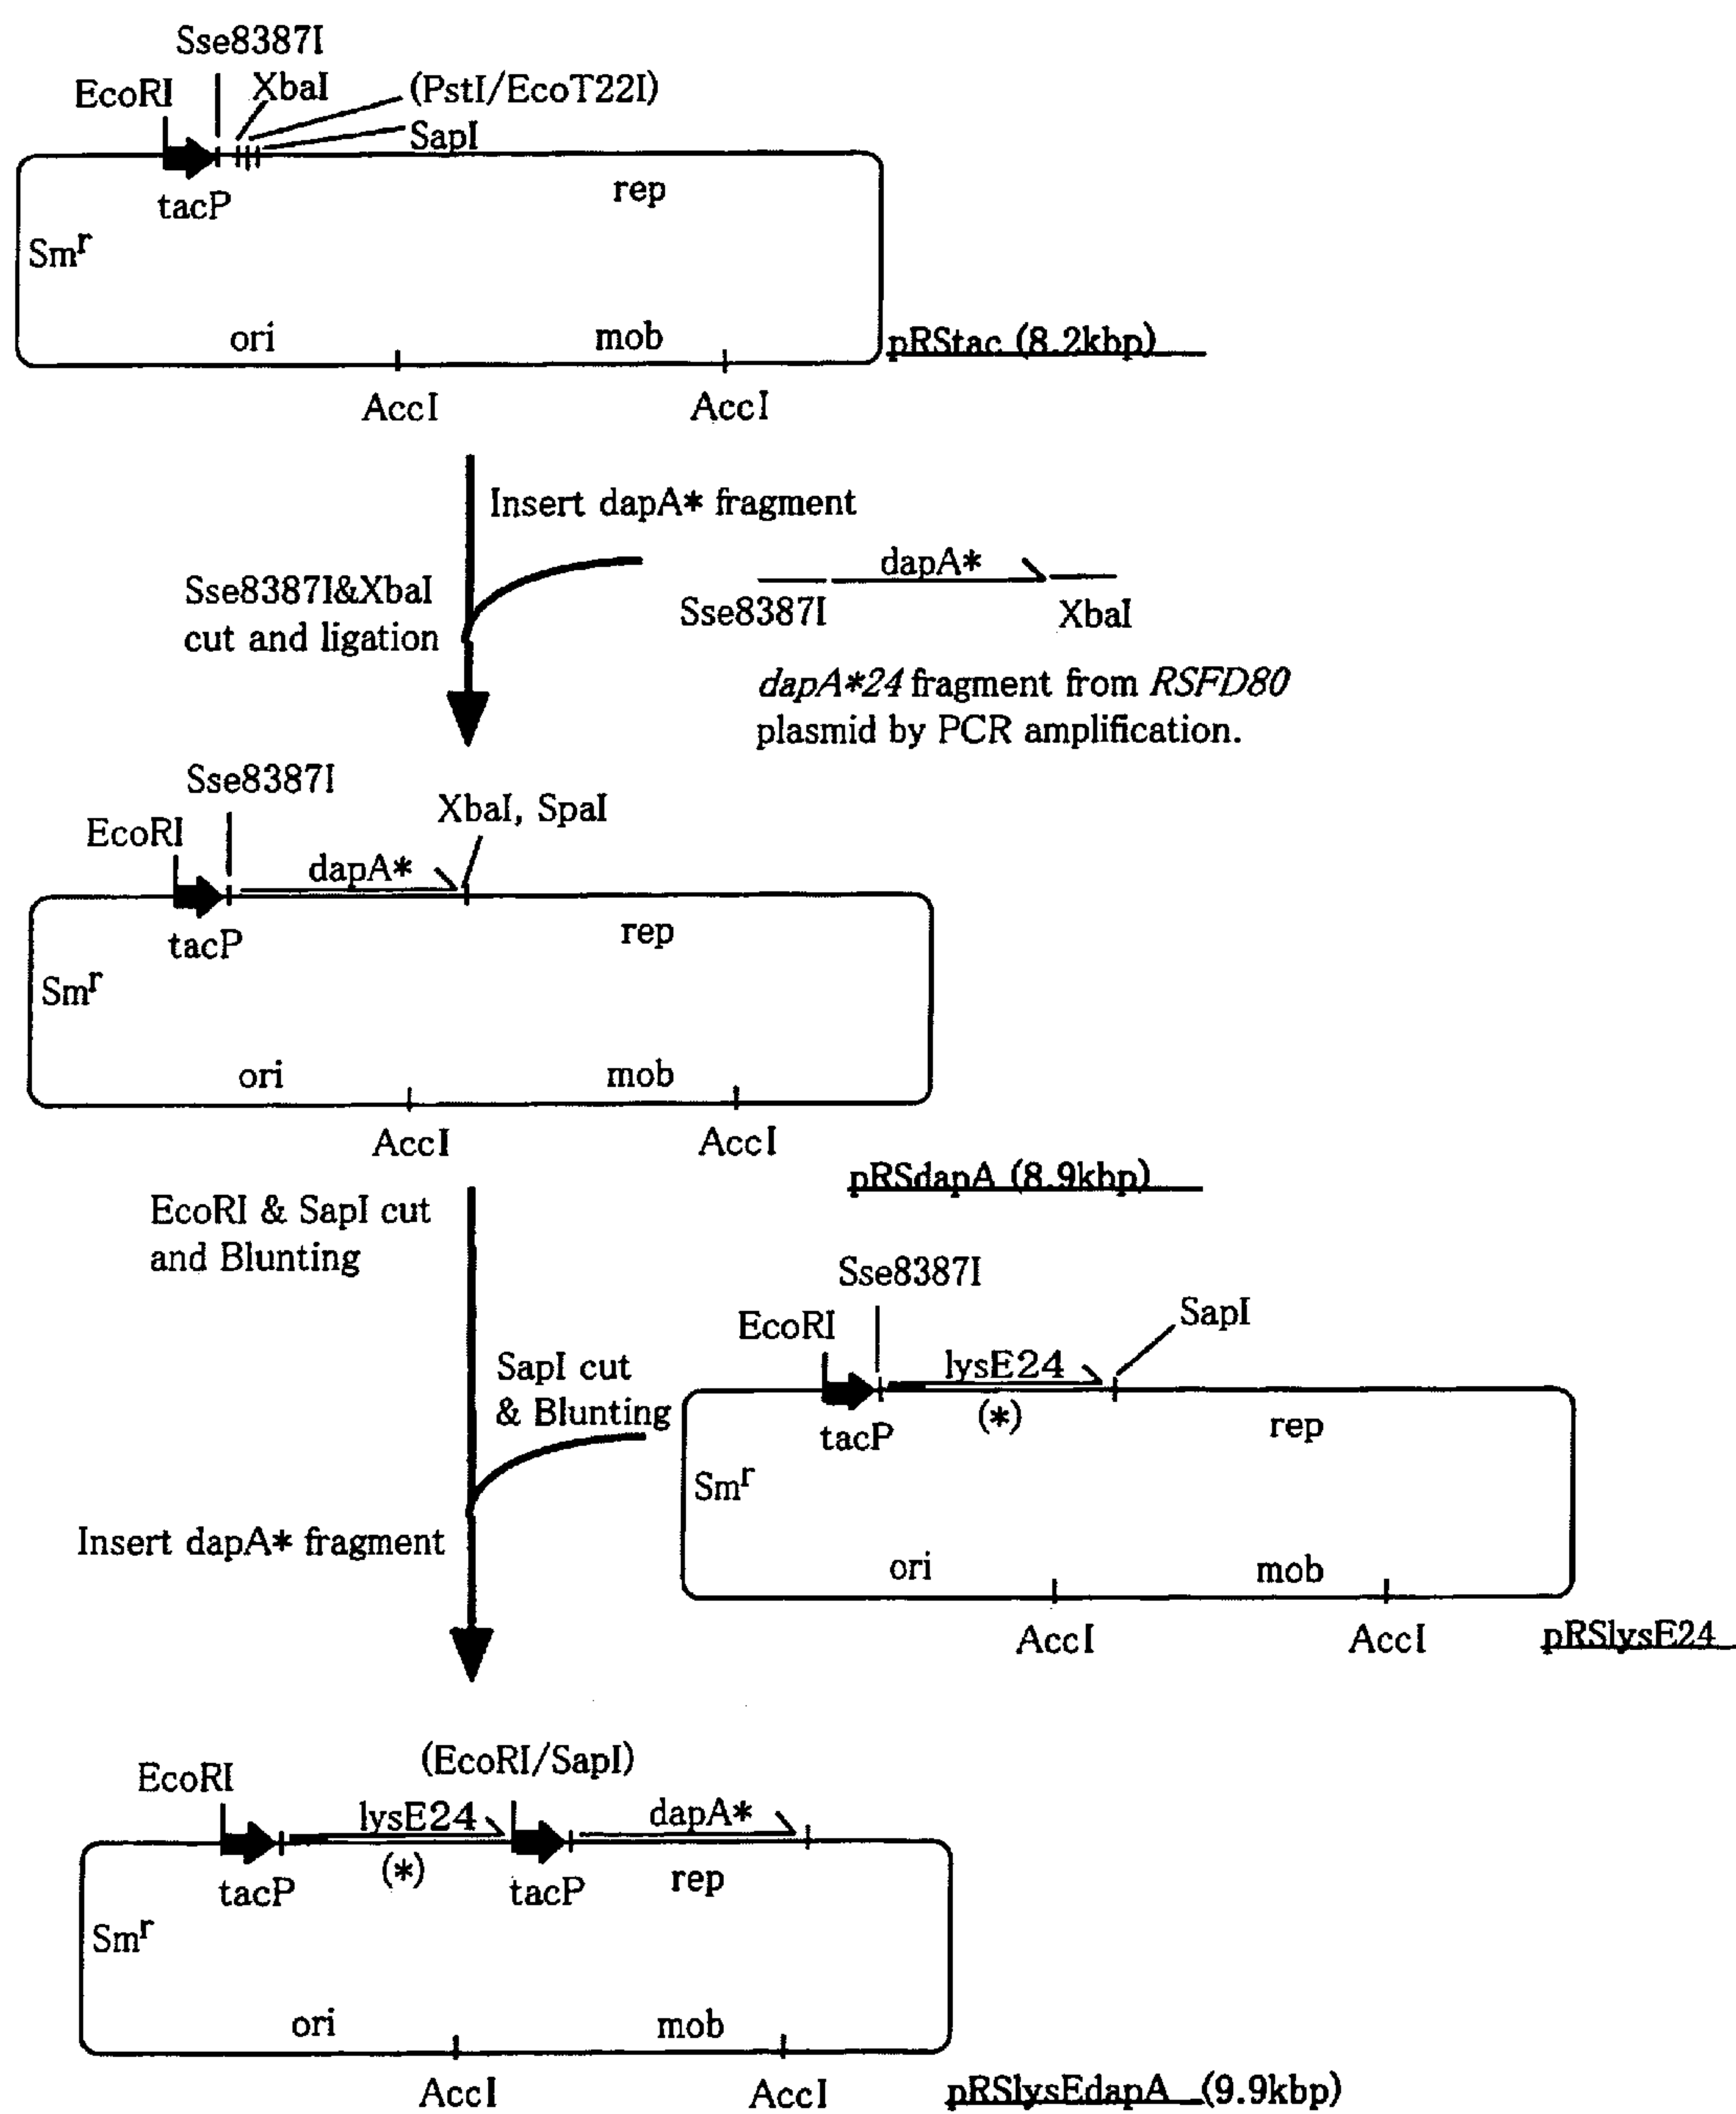 Sse8387I
EcoRI
XbaI
(PstI/EcoT22I)
SapI
tacP
rep
Smr
ori
mob
pRStac (8.2kbp)
AccI
AccI
Insert dapA* fragment
Sse8387I&XbaI
cut and ligation
dapA*
Sse8387I
XbaI
dapA*24 fragment from RSFD80
plasmid by PCR amplification.
Sse8387I
XbaI, SpaI
EcoRI
dapA*
tacP
rep
Smr
ori
mob
AccI
AccI
pRSdapA (8.9kbp)
EcoRI & SapI cut
and Blunting
Sse8387I
EcoRI
SapI
lysE24
(*)
tacP
rep
SapI cut
& Blunting
Smr
Insert dapA* fragment
ori
mob
AccI
AccI
pRSlysE24
(EcoRI/SapI)
EcoRI
lysE24
dapA*
(*)
tacP
tacP
rep
Smr
ori
mob
AccI
AccI
pRSlysEdapA (9.9kbp)